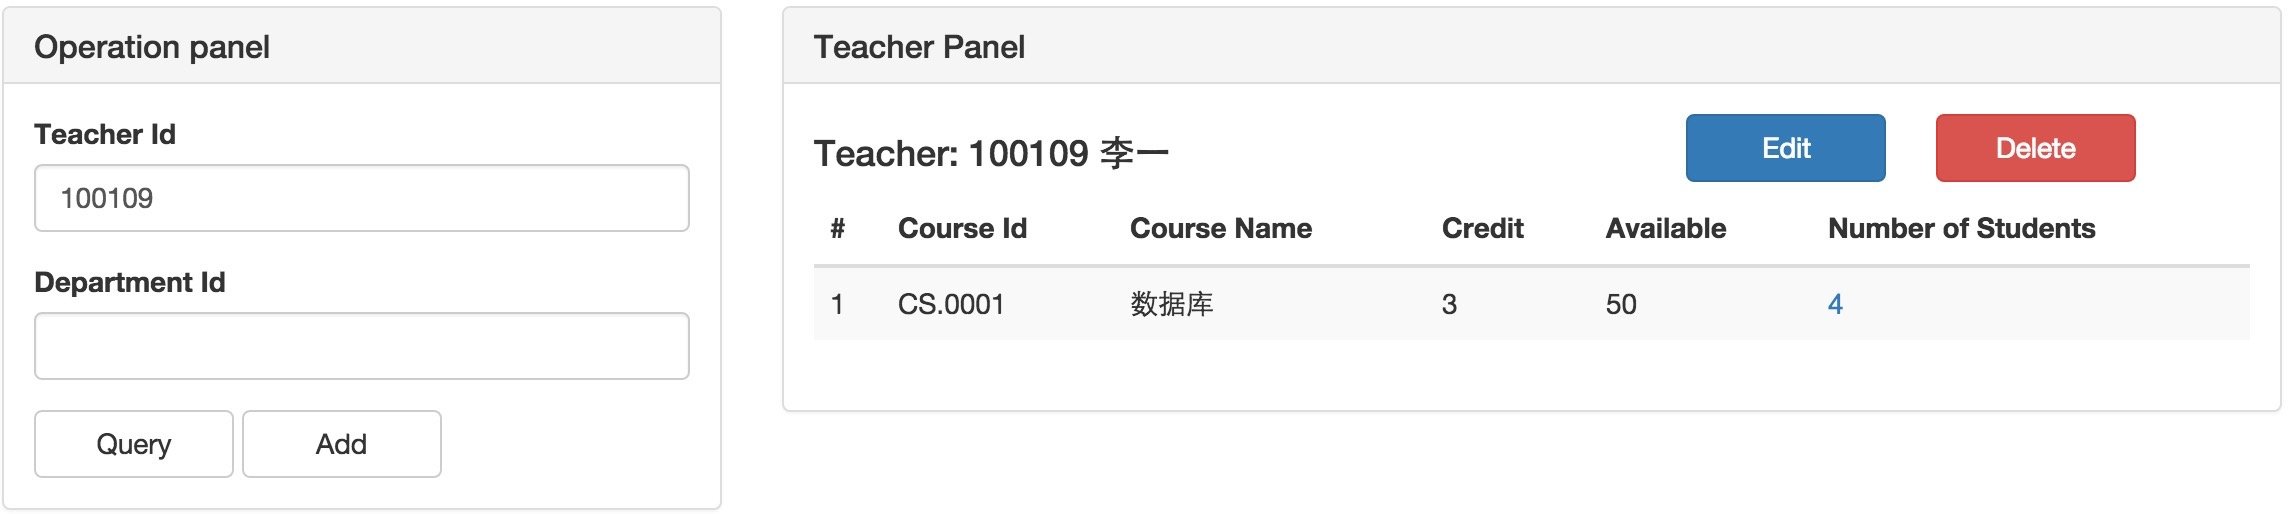 Operation panel
Teacher Id
100109
Department Id
Query Add
Teacher Panel
Teacher: 100109 李一
Edit Delete
# Course Id Course Name Credit Available Number of Students
1 CS.0001 数据库 3 50 4